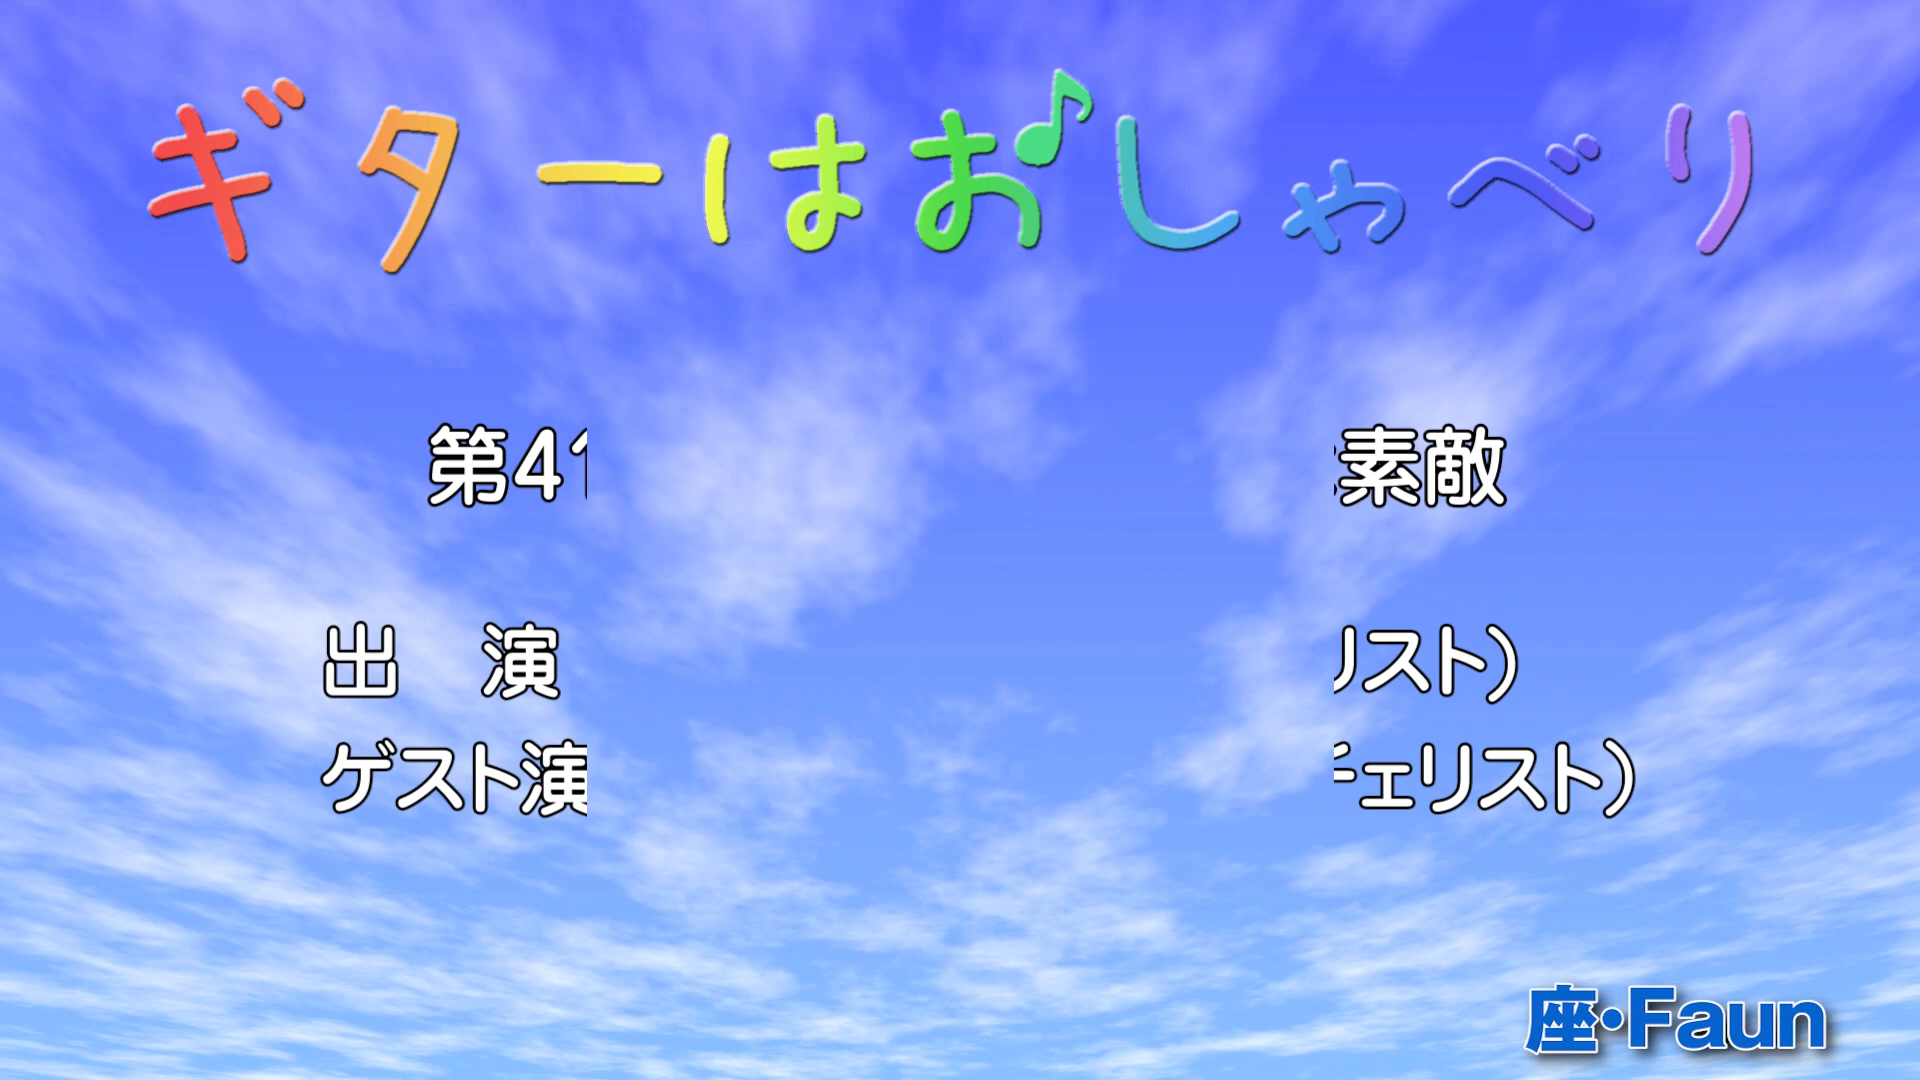 ギターはおしゃべり
第41 素敵
出　演 リスト）
ゲスト演 チェリスト）
座・Faun